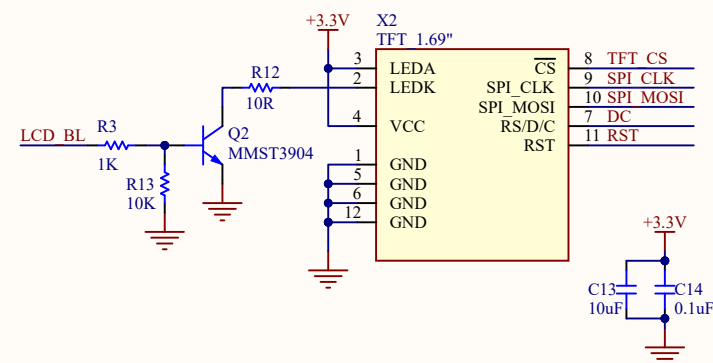 +3.3V
X2
TFT_1.69"
3 LEDA CS 8 TFT_CS
2 LEDK SPI_CLK 9 SPI_CLK
SPI_MOSI 10 SPI_MOSI
4 VCC RS/D/C 7 DC
RST 11 RST
1 GND
5 GND
6 GND
12 GND
R12
10R
LCD_BL
R3
1K
Q2
MMST3904
R13
10K
+3.3V
C13
10uF
C14
0.1uF